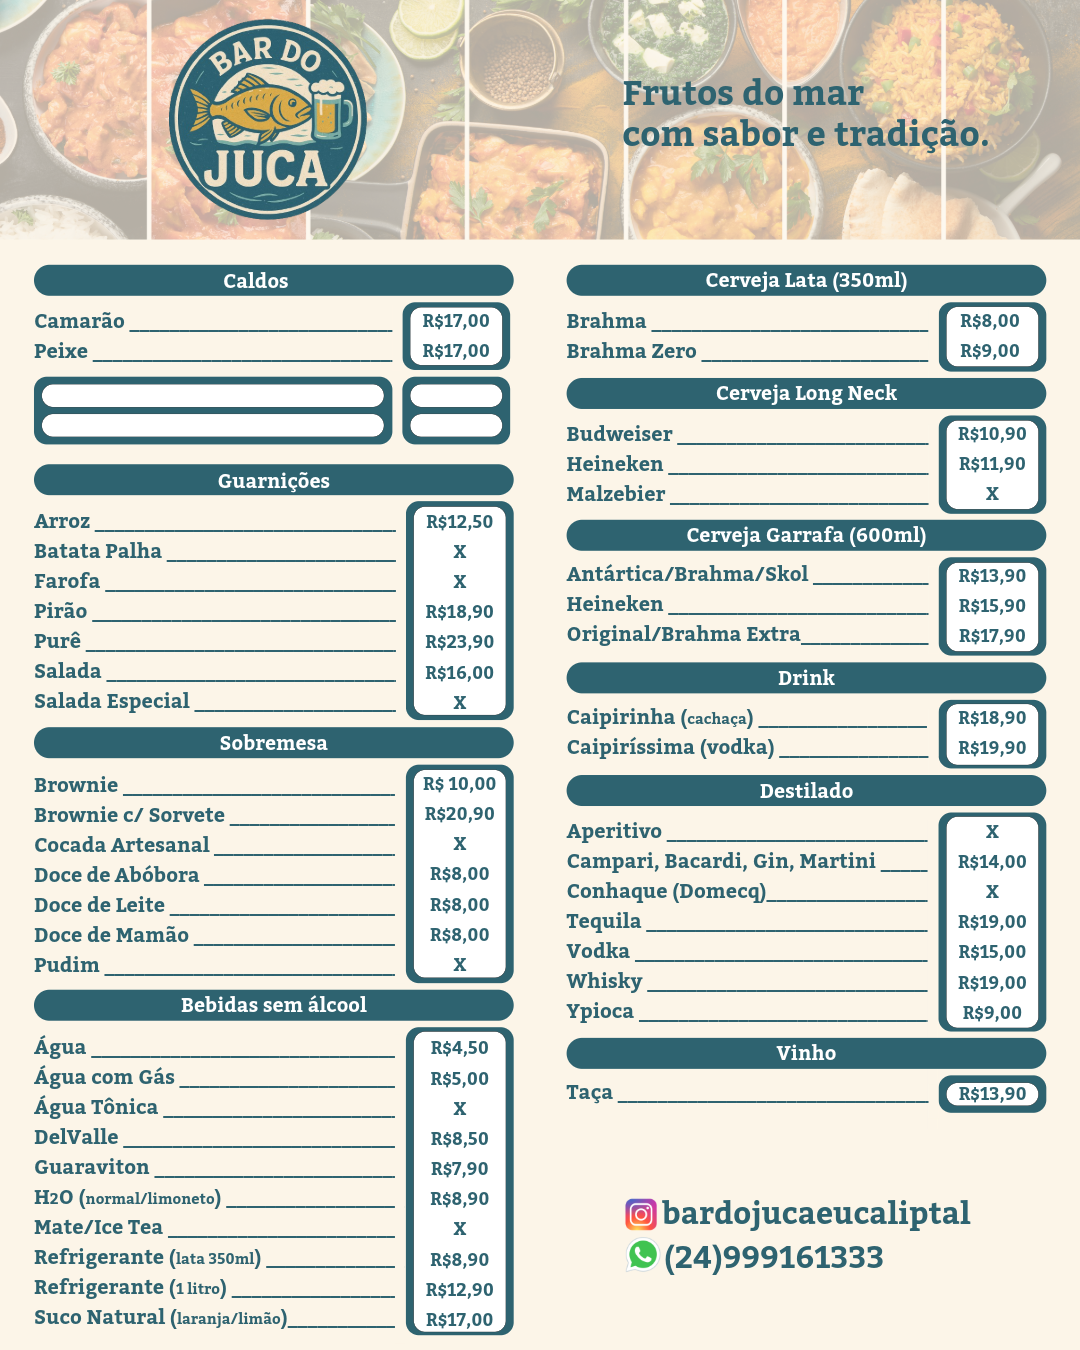 BAR DO
JUCA
Frutos do mar
com sabor e tradição.
Caldos
Camarão R$17,00
Peixe R$17,00
Guarnições
Arroz R$12,50
Batata Palha X
Farofa X
Pirão R$18,90
Purê R$23,90
Salada R$16,00
Salada Especial X
Sobremesa
Brownie R$ 10,00
Brownie c/ Sorvete R$20,90
Cocada Artesanal X
Doce de Abóbora R$8,00
Doce de Leite R$8,00
Doce de Mamão R$8,00
Pudim X
Bebidas sem álcool
Água R$4,50
Água com Gás R$5,00
Água Tônica X
DelValle R$8,50
Guaraviton R$7,90
H2O (normal/limoneto) R$8,90
Mate/Ice Tea X
Refrigerante (lata 350ml) R$8,90
Refrigerante (1 litro) R$12,90
Suco Natural (laranja/limão) R$17,00
Cerveja Lata (350ml)
Brahma R$8,00
Brahma Zero R$9,00
Cerveja Long Neck
Budweiser R$10,90
Heineken R$11,90
Malzebier X
Cerveja Garrafa (600ml)
Antártica/Brahma/Skol R$13,90
Heineken R$15,90
Original/Brahma Extra R$17,90
Drink
Caipirinha (cachaça) R$18,90
Caipiríssima (vodka) R$19,90
Destilado
Aperitivo X
Campari, Bacardi, Gin, Martini R$14,00
Conhaque (Domecq) X
Tequila R$19,00
Vodka R$15,00
Whisky R$19,00
Ypioca R$9,00
Vinho
Taça R$13,90
bardojucaeucaliptal
(24)999161333